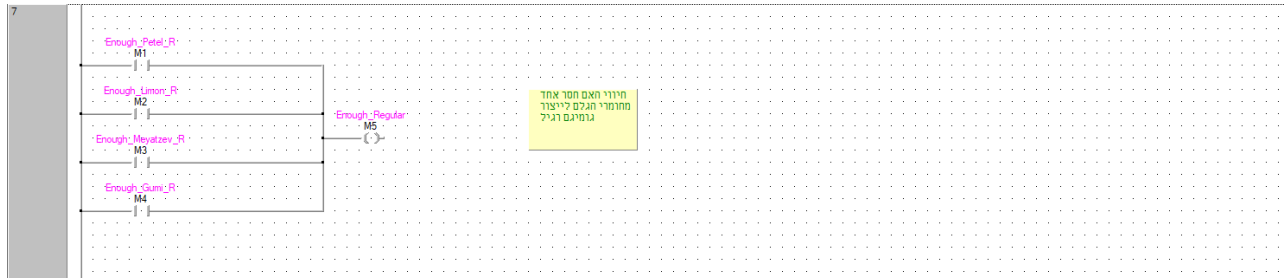 7
Enough_Petel_R
M1
Enough_Limon_R
M2
Enough_Meyatzev_R
M3
Enough_Gumi_R
M4
Enough_Regular
M5
חיווי האם חסר אחד
מחומרי הגלם לייצור
גומיגם רגיל